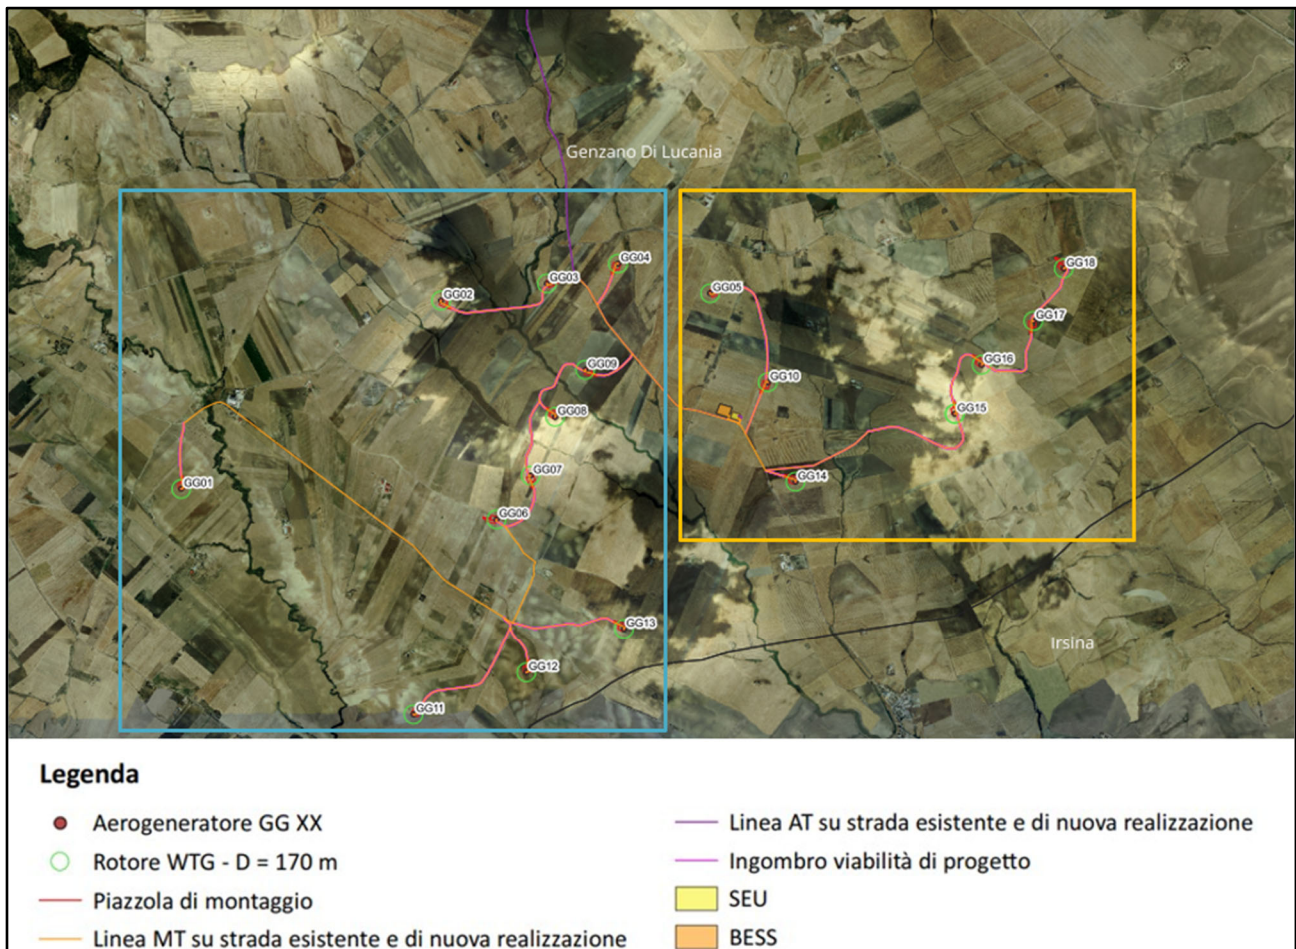 Genzano Di Lucania
GG04
GG18
GG03
GG05
GG02
GG17
GG16
GG09
GG10
GG08
GG15
GG07
GG14
GG01
GG06
GG13
Irsina
GG12
GG11
Legenda
Aerogeneratore GG XX
Rotore WTG - D = 170 m
Piazzola di montaggio
Linea MT su strada esistente e di nuova realizzazione
Linea AT su strada esistente e di nuova realizzazione
Ingombro viabilità di progetto
SEU
BESS